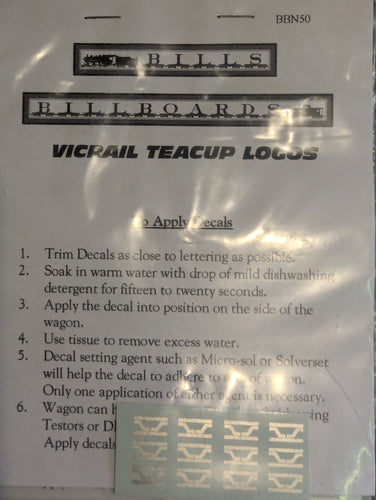 BBN50
BILLS
BILLBOARDS
VICRAIL TEACUP LOGOS
To Apply Decals
1. Trim Decals as close to lettering as possible.
2. Soak in warm water with drop of mild dishwashing
detergent for fifteen to twenty seconds.
3. Apply the decal into position on the side of the
wagon.
4. Use tissue to remove excess water.
5. Decal setting agent such as Micro-sol or Solverset
will help the decal to adhere to of wagon.
Only one application of either agent is necessary.
6. Wagon can using
Testors or
Apply decals